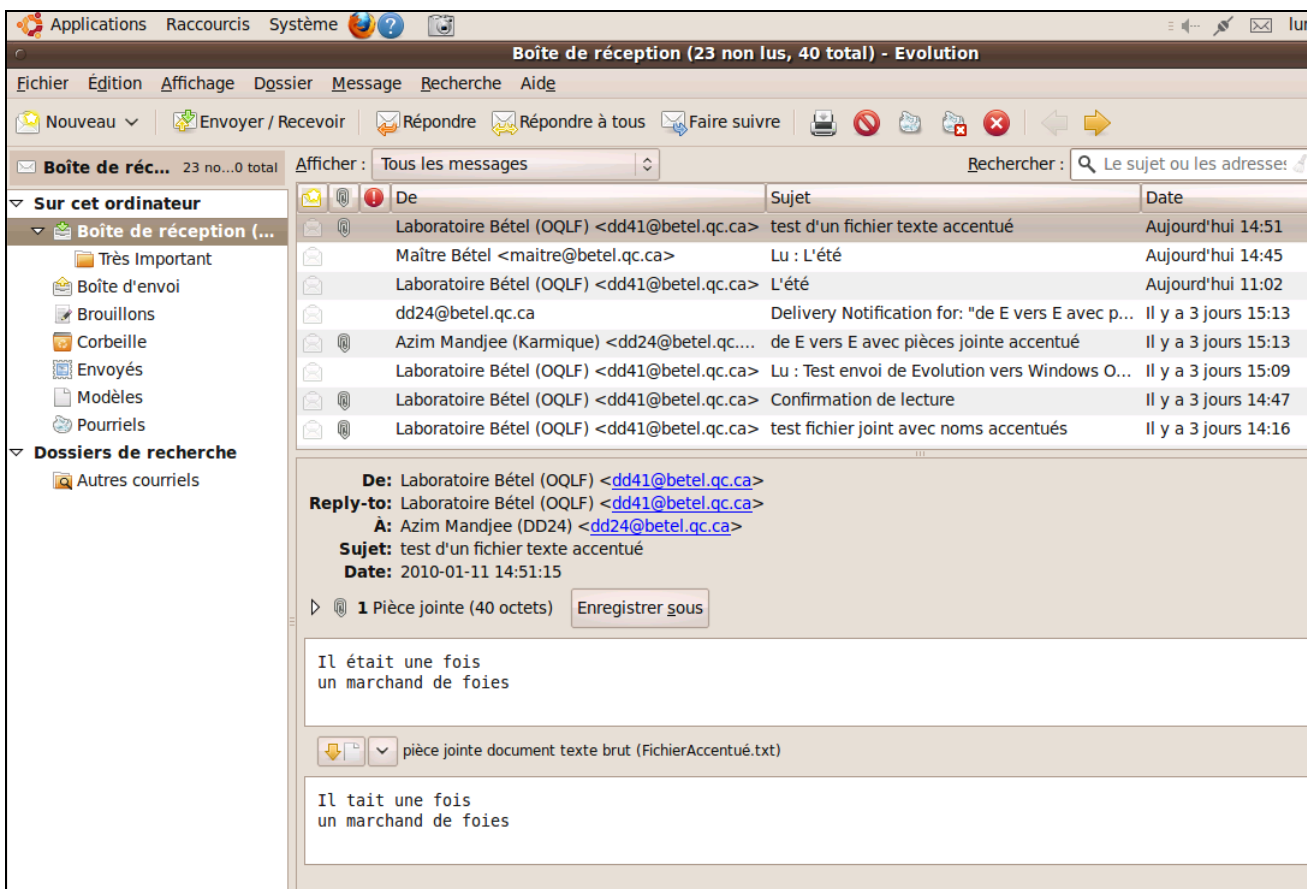 Applications Raccourcis Système
Boîte de réception (23 non lus, 40 total) - Evolution
Fichier Édition Affichage Dossier Message Recherche Aide
Nouveau Envoyer / Recevoir Répondre Répondre à tous Faire suivre
Boîte de réc... 23 no...0 total Afficher : Tous les messages Rechercher : Le sujet ou les adresses
De Sujet Date
Sur cet ordinateur
Boîte de réception (...
Très Important
Boîte d'envoi
Brouillons
Corbeille
Envoyés
Modèles
Pourriels
Dossiers de recherche
Autres courriels
Laboratoire Bétel (OQLF) <dd41@betel.qc.ca> test d'un fichier texte accentué Aujourd'hui 14:51
Maître Bétel <maitre@betel.qc.ca> Lu : L'été Aujourd'hui 14:45
Laboratoire Bétel (OQLF) <dd41@betel.qc.ca> L'été Aujourd'hui 11:02
dd24@betel.qc.ca Delivery Notification for: "de E vers E avec p... Il y a 3 jours 15:13
Azim Mandjee (Karmique) <dd24@betel.qc.... de E vers E avec pièces jointe accentué Il y a 3 jours 15:13
Laboratoire Bétel (OQLF) <dd41@betel.qc.ca> Lu : Test envoi de Evolution vers Windows O... Il y a 3 jours 15:09
Laboratoire Bétel (OQLF) <dd41@betel.qc.ca> Confirmation de lecture Il y a 3 jours 14:47
Laboratoire Bétel (OQLF) <dd41@betel.qc.ca> test fichier joint avec noms accentués Il y a 3 jours 14:16
De: Laboratoire Bétel (OQLF) <dd41@betel.qc.ca>
Reply-to: Laboratoire Bétel (OQLF) <dd41@betel.qc.ca>
À: Azim Mandjee (DD24) <dd24@betel.qc.ca>
Sujet: test d'un fichier texte accentué
Date: 2010-01-11 14:51:15
1 Pièce jointe (40 octets) Enregistrer sous
Il était une fois
un marchand de foies
pièce jointe document texte brut (FichierAccentué.txt)
Il tait une fois
un marchand de foies